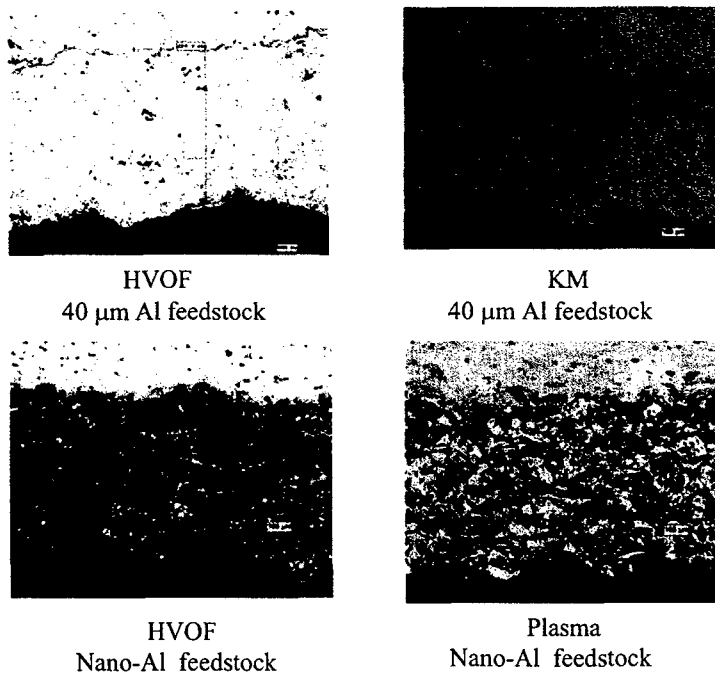 HVOF
40 μm Al feedstock
KM
40 μm Al feedstock
HVOF
Nano-Al feedstock
Plasma
Nano-Al feedstock